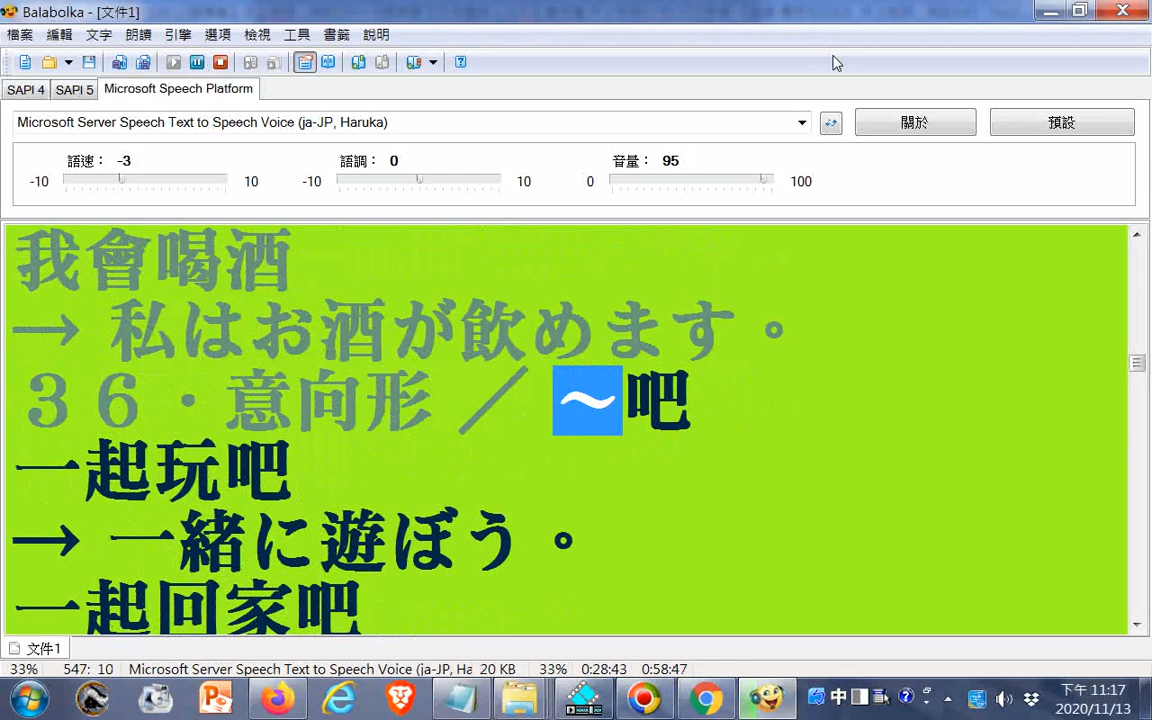 Balabolka - [文件1]
檔案 編輯 文字 朗讀 引擎 選項 檢視 工具 書籤 說明
SAPI 4 SAPI 5 Microsoft Speech Platform
Microsoft Server Speech Text to Speech Voice (ja-JP, Haruka)
關於 預設
語速： -3 語調： 0 音量： 95
-10 10 -10 10 0 100
我會喝酒
→ 私はお酒が飲めます。
３６．意向形 ／ ～吧
一起玩吧
→ 一緒に遊ぼう。
一起回家吧
文件1
33% 547: 10 Microsoft Server Speech Text to Speech Voice (ja-JP, Ha 20 KB 33% 0:28:43 0:58:47
中
下午 11:17
2020/11/13